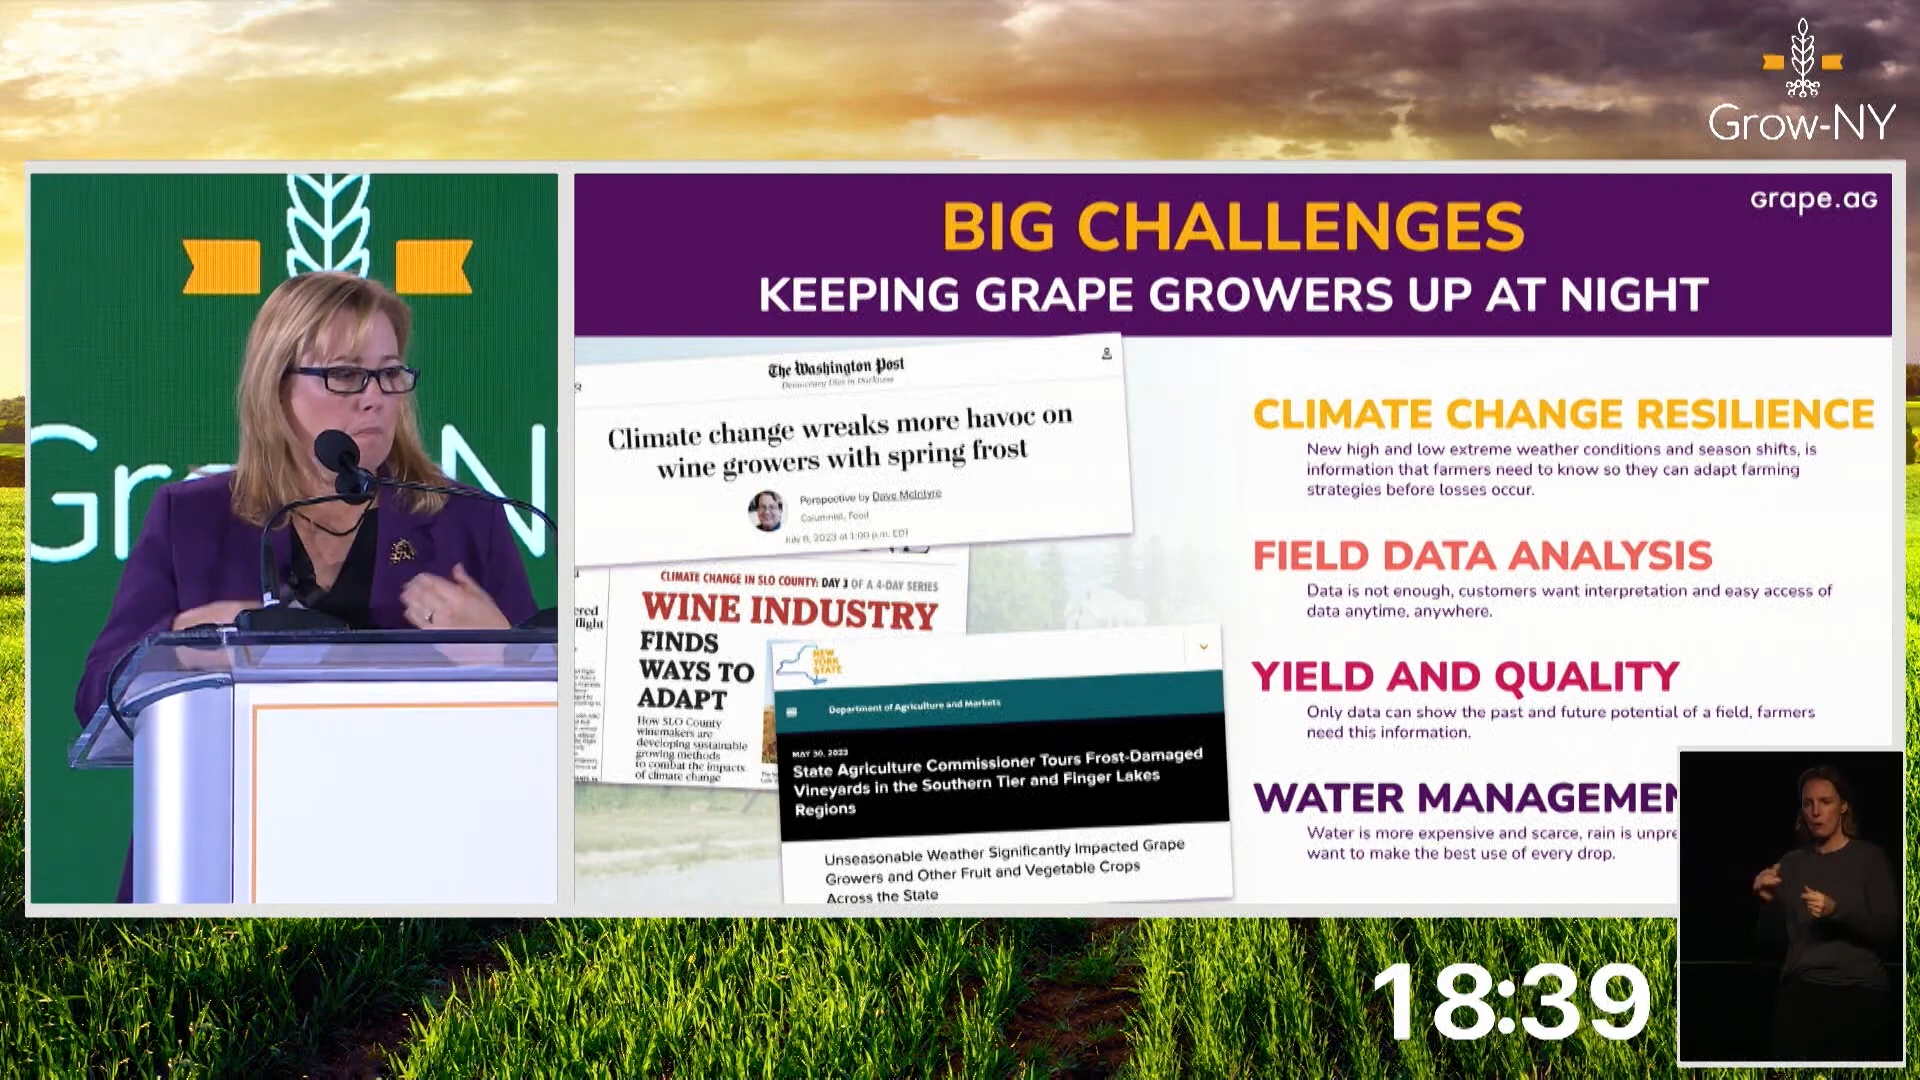 Grow-NY
Gr N
grape.ag
BIG CHALLENGES
KEEPING GRAPE GROWERS UP AT NIGHT
The Washington Post
Democracy Dies in Darkness
Climate change wreaks more havoc on
wine growers with spring frost
Perspective by Dave McIntyre
Columnist, Food
July 6, 2023 at 1:00 p.m. EDT
CLIMATE CHANGE IN SLO COUNTY: DAY 3 OF A 4-DAY SERIES
WINE INDUSTRY
FINDS
WAYS TO
ADAPT
How SLO County
winemakers are
developing sustainable
growing methods
to combat the impacts
of climate change
ered
flight
NEW
YORK
STATE
Department of Agriculture and Markets
MAY 30, 2023
State Agriculture Commissioner Tours Frost-Damaged
Vineyards in the Southern Tier and Finger Lakes
Regions
Unseasonable Weather Significantly Impacted Grape
Growers and Other Fruit and Vegetable Crops
Across the State
CLIMATE CHANGE RESILIENCE
New high and low extreme weather conditions and season shifts, is
information that farmers need to know so they can adapt farming
strategies before losses occur.
FIELD DATA ANALYSIS
Data is not enough, customers want interpretation and easy access of
data anytime, anywhere.
YIELD AND QUALITY
Only data can show the past and future potential of a field, farmers
need this information.
WATER MANAGEMEN
Water is more expensive and scarce, rain is unpre
want to make the best use of every drop.
18:39